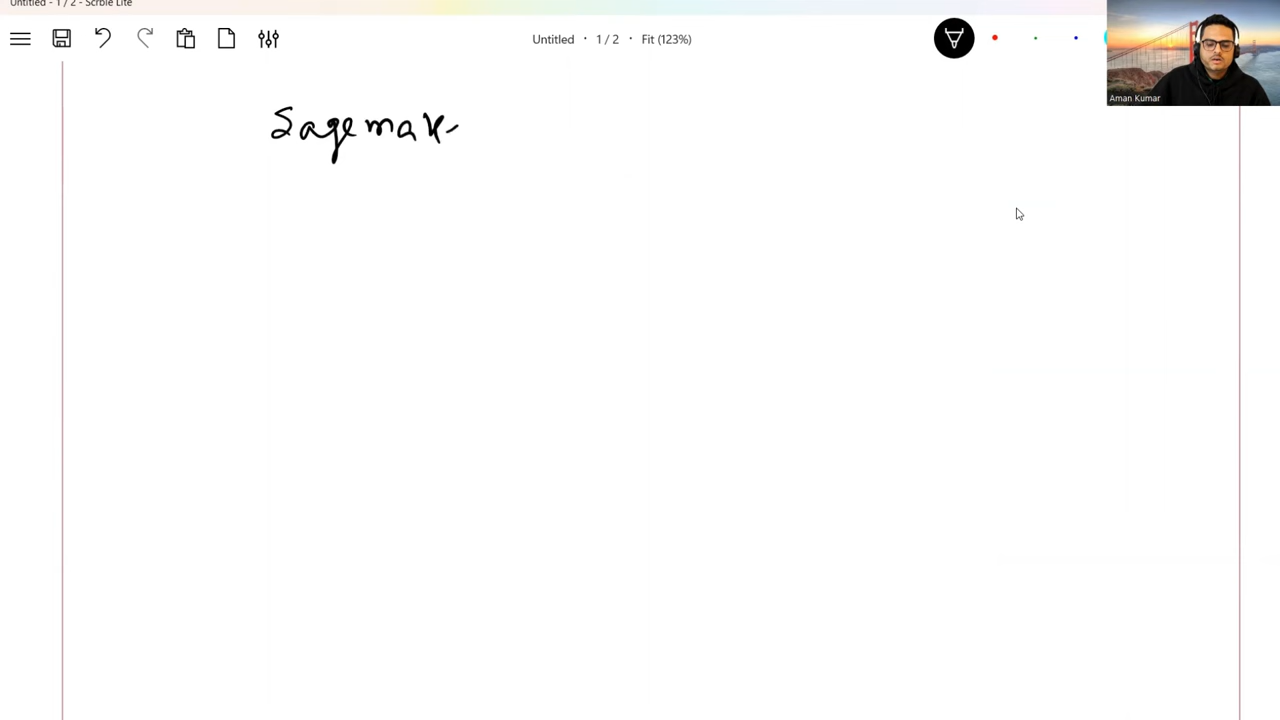 Untitled - 1 / 2 - Scrble Lite
Untitled · 1 / 2 · Fit (123%)
Aman Kumar
Sagemak